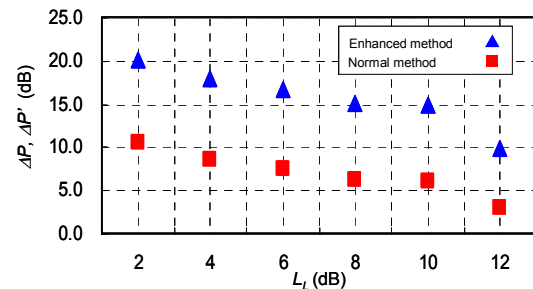 25.0
20.0
15.0
10.0
5.0
0.0
ΔP, ΔP' (dB)
Enhanced method
Normal method
2 4 6 8 10 12
L_L (dB)